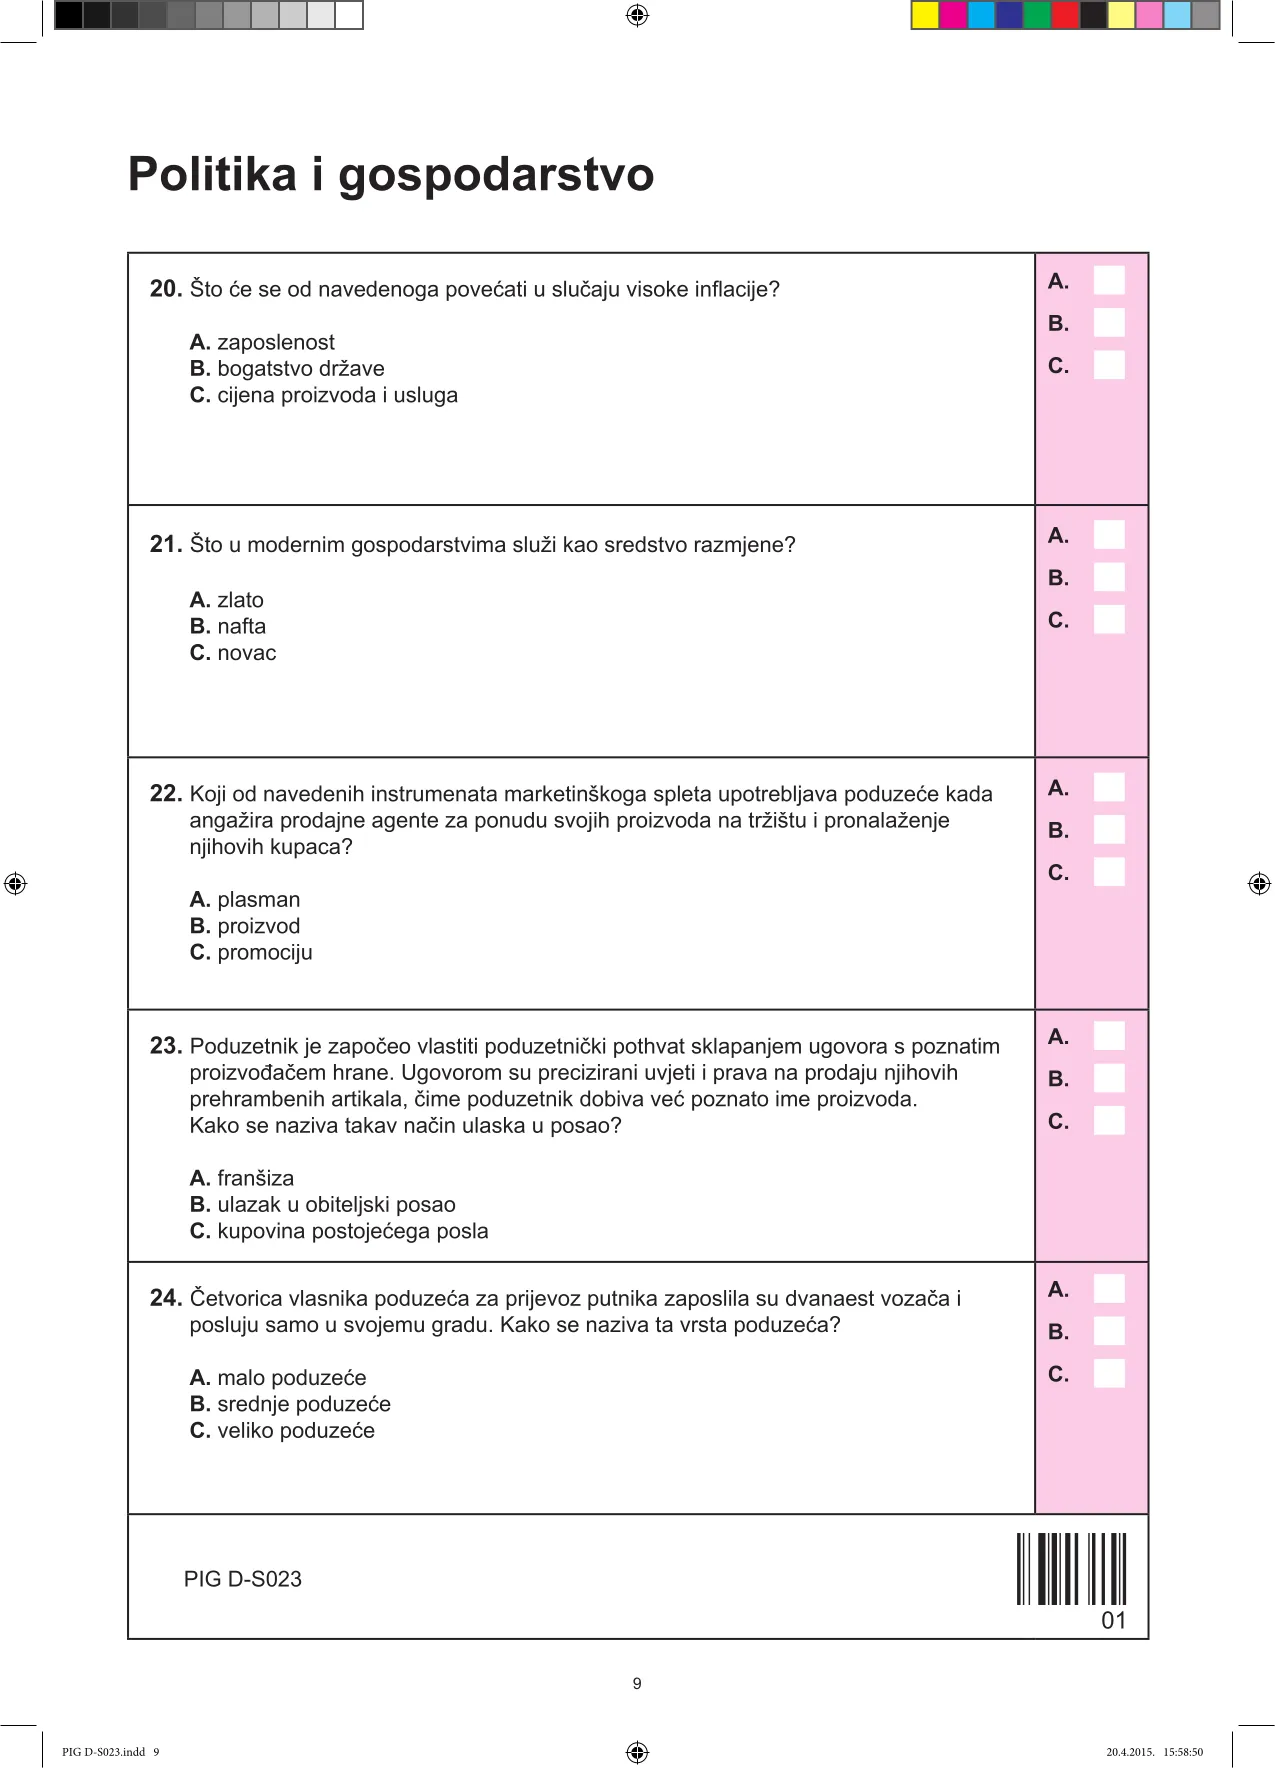 Politika i gospodarstvo
20. Što će se od navedenoga povećati u slučaju visoke inflacije?
A. zaposlenost
B. bogatstvo države
C. cijena proizvoda i usluga
A.
B.
C.
21. Što u modernim gospodarstvima služi kao sredstvo razmjene?
A. zlato
B. nafta
C. novac
A.
B.
C.
22. Koji od navedenih instrumenata marketinškoga spleta upotrebljava poduzeće kada
angažira prodajne agente za ponudu svojih proizvoda na tržištu i pronalaženje
njihovih kupaca?
A. plasman
B. proizvod
C. promociju
A.
B.
C.
23. Poduzetnik je započeo vlastiti poduzetnički pothvat sklapanjem ugovora s poznatim
proizvođačem hrane. Ugovorom su precizirani uvjeti i prava na prodaju njihovih
prehrambenih artikala, čime poduzetnik dobiva već poznato ime proizvoda.
Kako se naziva takav način ulaska u posao?
A. franšiza
B. ulazak u obiteljski posao
C. kupovina postojećega posla
A.
B.
C.
24. Četvorica vlasnika poduzeća za prijevoz putnika zaposlila su dvanaest vozača i
posluju samo u svojemu gradu. Kako se naziva ta vrsta poduzeća?
A. malo poduzeće
B. srednje poduzeće
C. veliko poduzeće
A.
B.
C.
PIG D-S023
01
9
PIG D-S023.indd 9
20.4.2015. 15:58:50